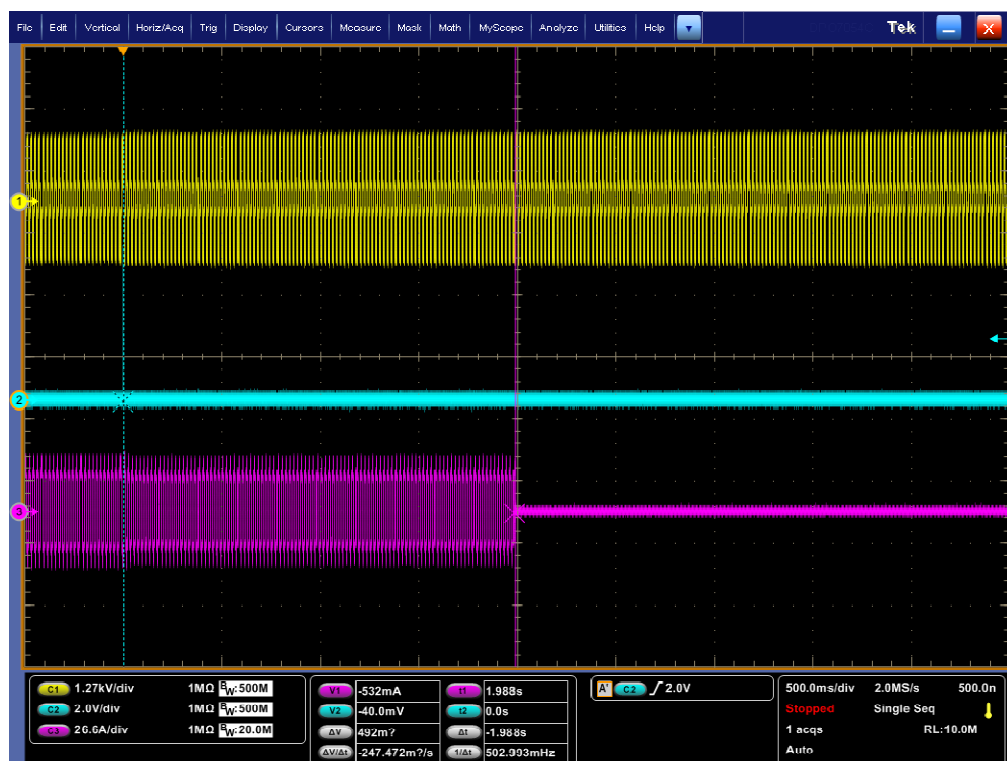 File Edit Vertical Horiz/Acq Trig Display Cursors Measure Mask Math MyScope Analyze Utilities Help Tek X
1
2
3
C1 1.27kV/div 1MΩ BW:500M
C2 2.0V/div 1MΩ BW:500M
C3 26.6A/div 1MΩ BW:20.0M
V1 -532mA t1 1.988s
V2 -40.0mV t2 0.0s
ΔV 492m? Δt -1.988s
ΔV/Δt -247.472m?/s 1/Δt 502.993mHz
A' C2 2.0V
500.0ms/div 2.0MS/s 500.0n
Stopped Single Seq
1 acqs RL:10.0M
Auto